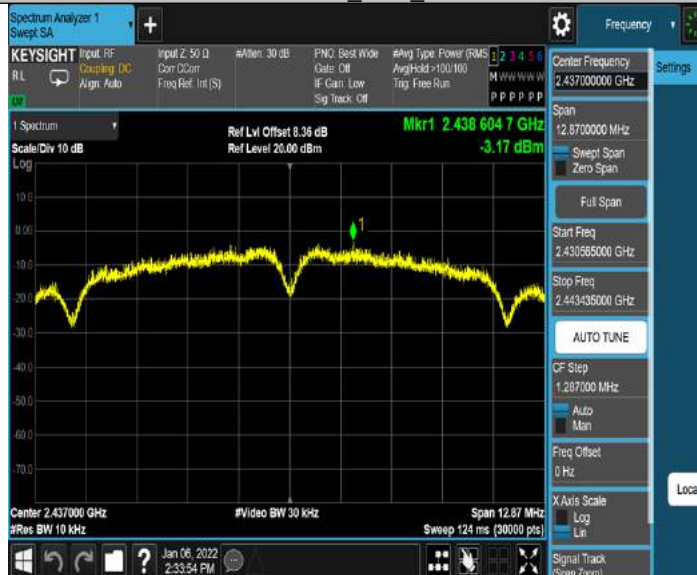 Spectrum Analyzer 1
Swept SA
Frequency
KEYSIGHT
RL
LXI
Input: RF
Coupling: DC
Align: Auto
Input Z: 50 Ω
Corr CCorr
Freq Ref: Int (S)
#Atten: 30 dB
PNO: Best Wide
Gate: Off
IF Gain: Low
Sig Track: Off
#Avg Type: Power (RMS
Avg|Hold:>100/100
Trig: Free Run
1 2 3 4 5 6
M W W W W W
P P P P P P
Center Frequency
2.437000000 GHz
Settings
Span
12.8700000 MHz
Swept Span
Zero Span
Full Span
Start Freq
2.430565000 GHz
Stop Freq
2.443435000 GHz
AUTO TUNE
CF Step
1.287000 MHz
Auto
Man
Freq Offset
0 Hz
X Axis Scale
Log
Lin
Signal Track
(Span Zoom)
Loca
1 Spectrum
Scale/Div 10 dB
Ref Lvl Offset 8.36 dB
Ref Level 20.00 dBm
Mkr1 2.438 604 7 GHz
-3.17 dBm
Log
10.0
0.00
-10.0
-20.0
-30.0
-40.0
-50.0
-60.0
-70.0
1
Center 2.437000 GHz
#Video BW 30 kHz
Span 12.87 MHz
#Res BW 10 kHz
Sweep 124 ms (30000 pts)
?
Jan 06, 2022
2:33:54 PM